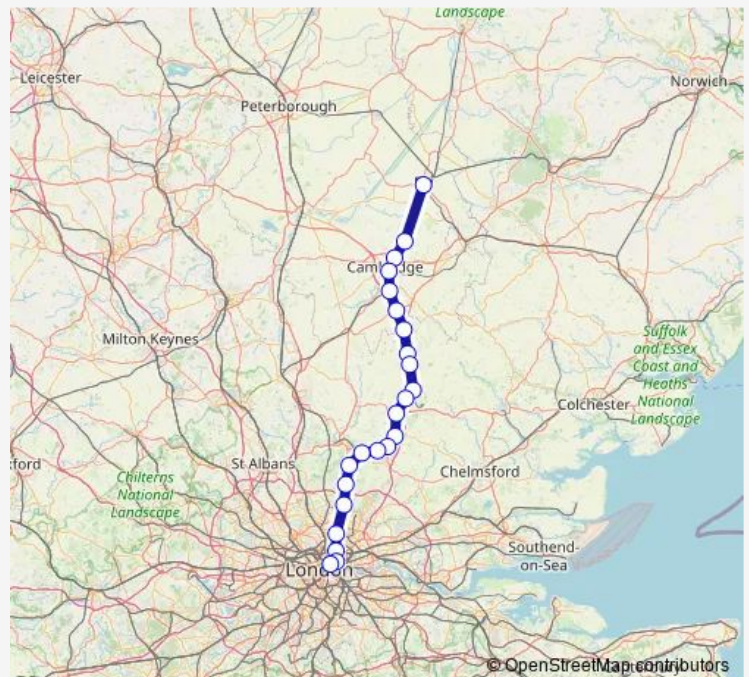 Landscape
Leicester
Norwich
Peterborough
Cambridge
Milton Keynes
Suffolk
and Essex
Coast and
Heaths
National
Landscape
Colchester
ford
St Albans
Chelmsford
Chilterns
National
Landscape
Southend-
on-Sea
London
© OpenStreetMap contributors